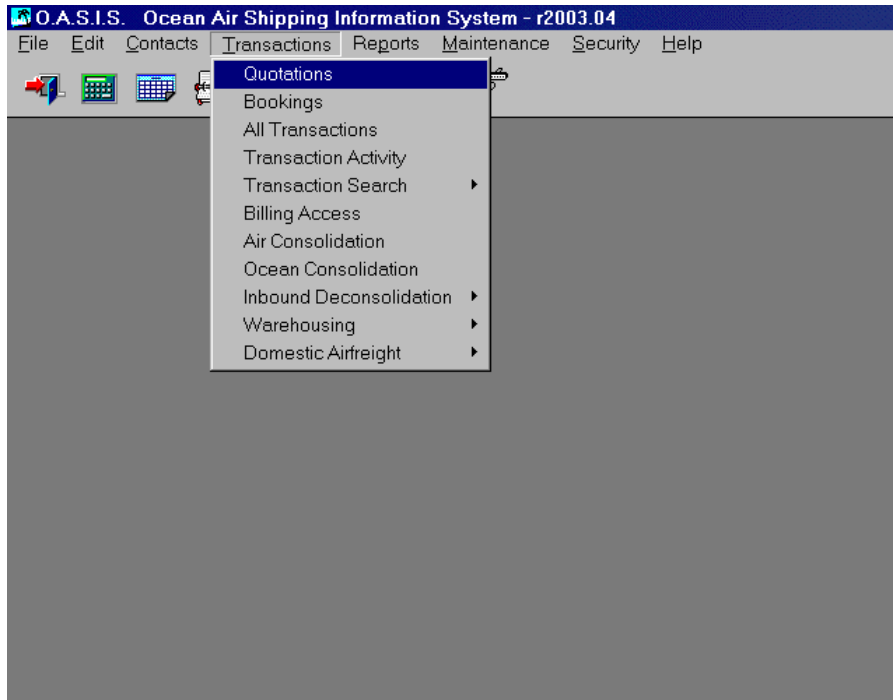 O.A.S.I.S. Ocean Air Shipping Information System - r2003.04
File Edit Contacts Transactions Reports Maintenance Security Help
Quotations
Bookings
All Transactions
Transaction Activity
Transaction Search
Billing Access
Air Consolidation
Ocean Consolidation
Inbound Deconsolidation
Warehousing
Domestic Airfreight